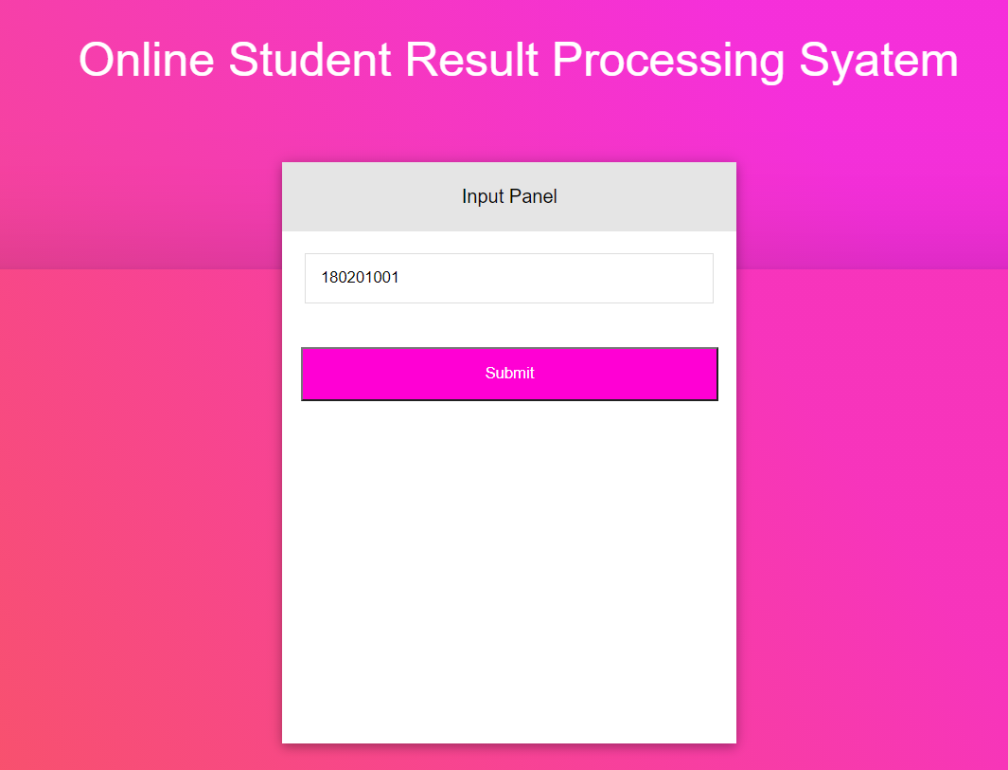 Online Student Result Processing Syatem
Input Panel
180201001
Submit